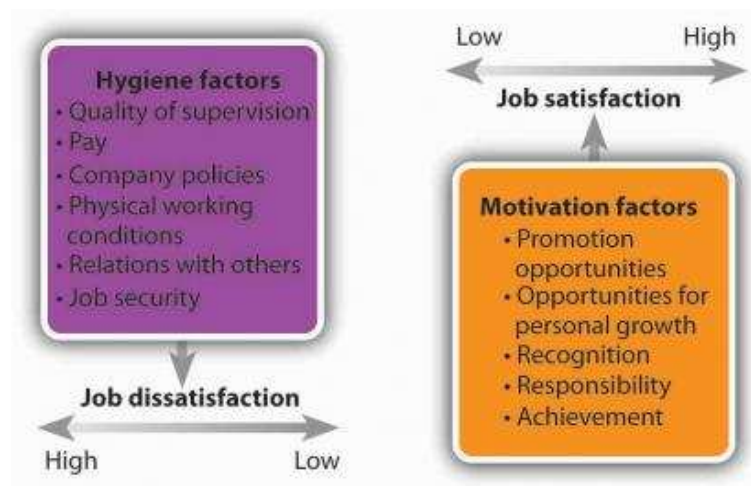 Hygiene factors
• Quality of supervision
• Pay
• Company policies
• Physical working
conditions
• Relations with others
• Job security
Job dissatisfaction
High Low
Low High
Job satisfaction
Motivation factors
• Promotion
opportunities
• Opportunities for
personal growth
• Recognition
• Responsibility
• Achievement